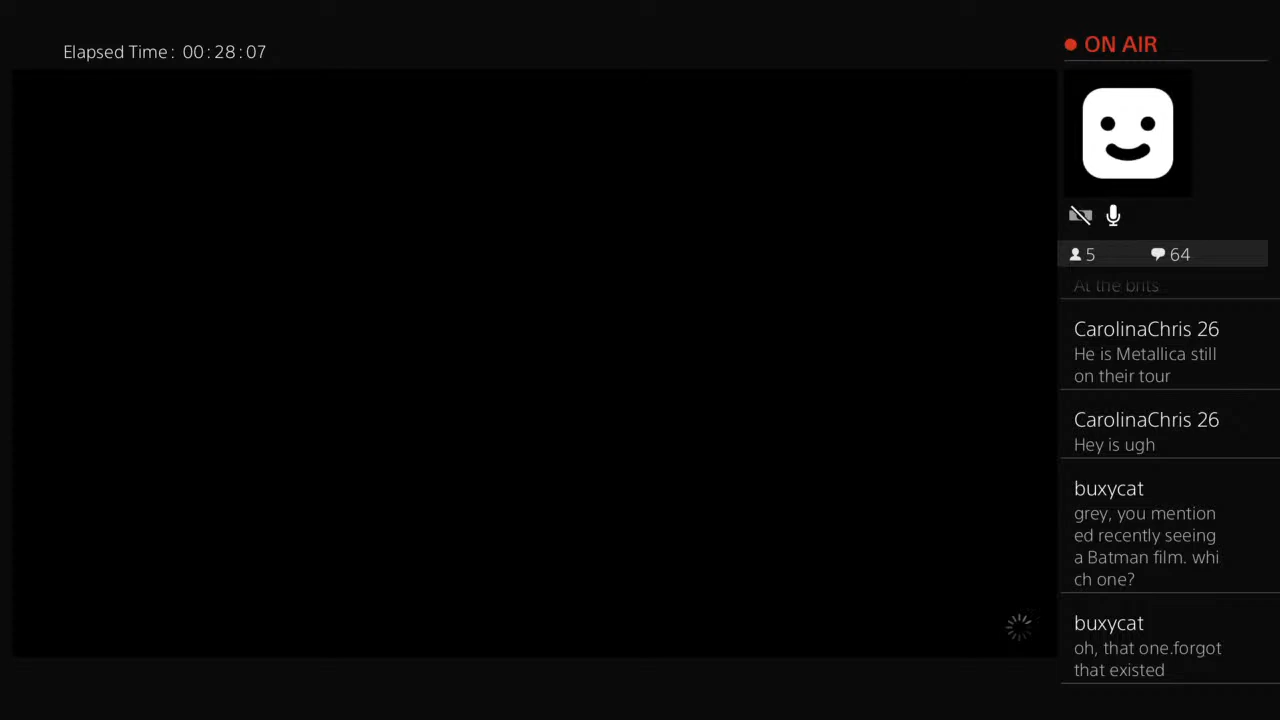 Elapsed Time: 00:28:07
ON AIR
5 64
At the brits
CarolinaChris 26
He is Metallica still
on their tour
CarolinaChris 26
Hey is ugh
buxycat
grey, you mention
ed recently seeing
a Batman film. whi
ch one?
buxycat
oh, that one.forgot
that existed